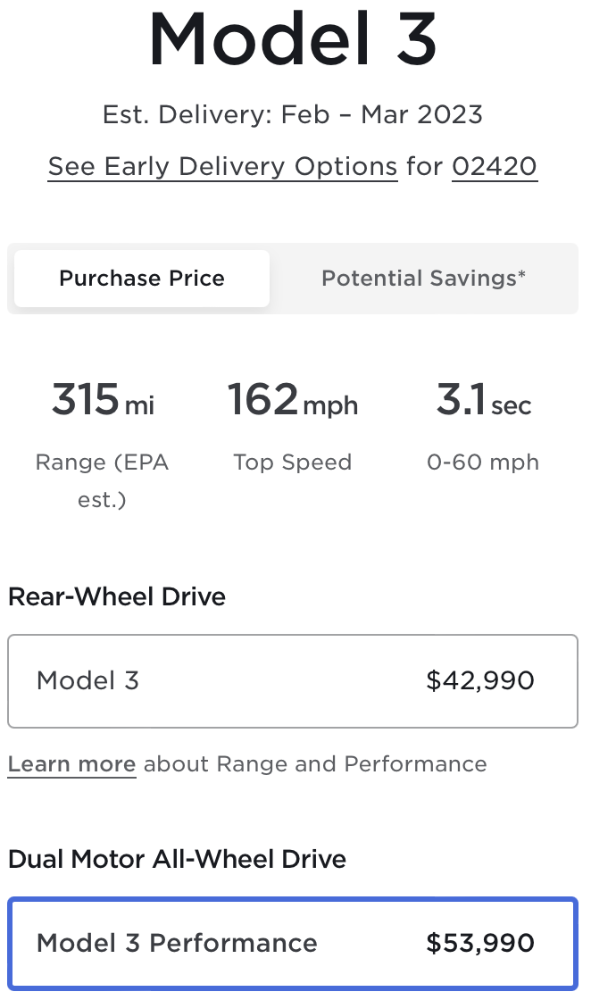 Model 3
Est. Delivery: Feb – Mar 2023
See Early Delivery Options for 02420
Purchase Price Potential Savings*
315 mi 162 mph 3.1 sec
Range (EPA est.) Top Speed 0-60 mph
Rear-Wheel Drive
Model 3 $42,990
Learn more about Range and Performance
Dual Motor All-Wheel Drive
Model 3 Performance $53,990